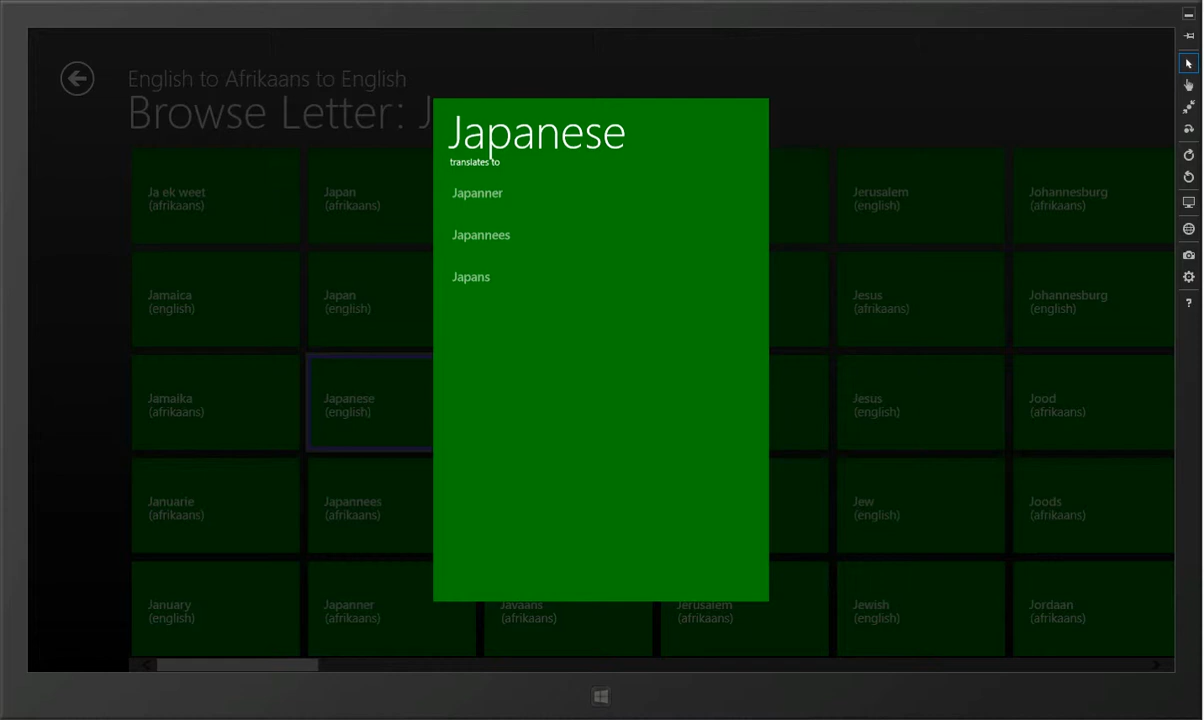 English to Afrikaans to English
Browse Letter: J
Japanese
translates to
Japanner
Japannees
Japans
Ja ek weet
(afrikaans)
Japan
(afrikaans)
Jerusalem
(english)
Johannesburg
(afrikaans)
Jamaica
(english)
Japan
(english)
Jesus
(afrikaans)
Johannesburg
(english)
Jamaika
(afrikaans)
Japanese
(english)
Jesus
(english)
Jood
(afrikaans)
Januarie
(afrikaans)
Japannees
(afrikaans)
Jew
(english)
Joods
(afrikaans)
January
(english)
Japanner
(afrikaans)
Javaans
(afrikaans)
Jerusalem
(afrikaans)
Jewish
(english)
Jordaan
(afrikaans)
?